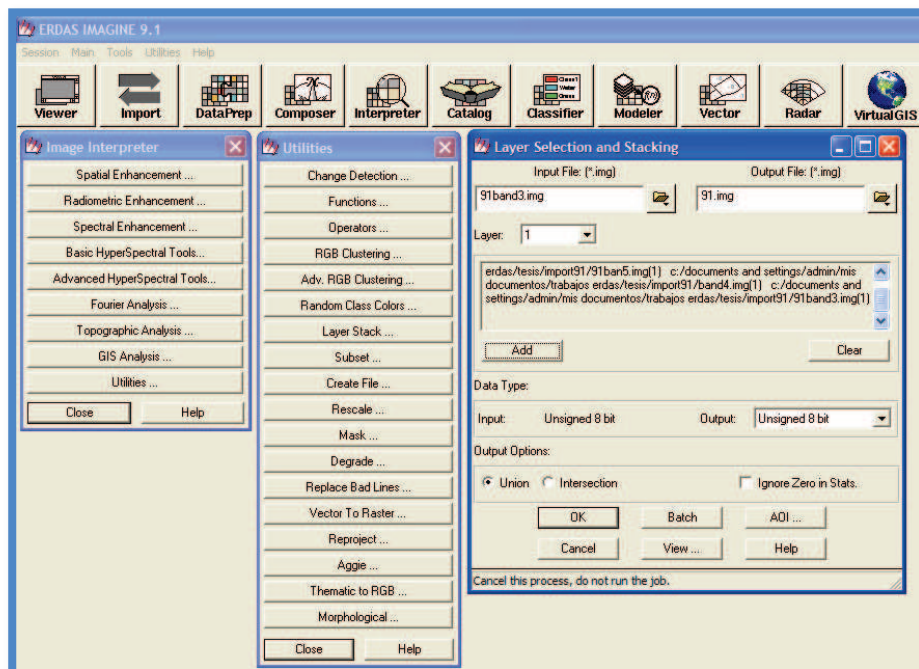 ERDAS IMAGINE 9.1
Session Main Tools Utilities Help
Viewer Import DataPrep Composer Interpreter Catalog Classifier Modeler Vector Radar VirtualGIS
Image Interpreter
Spatial Enhancement ...
Radiometric Enhancement ...
Spectral Enhancement ...
Basic HyperSpectral Tools...
Advanced HyperSpectral Tools...
Fourier Analysis ...
Topographic Analysis ...
GIS Analysis ...
Utilities ...
Close Help
Utilities
Change Detection ...
Functions ...
Operators ...
RGB Clustering ...
Adv. RGB Clustering ...
Random Class Colors ...
Layer Stack ...
Subset ...
Create File ...
Rescale ...
Mask ...
Degrade ...
Replace Bad Lines ...
Vector To Raster ...
Reproject ...
Aggie ...
Thematic to RGB ...
Morphological ...
Close Help
Layer Selection and Stacking
Input File: (*.img) Output File: (*.img)
91band3.img 91.img
Layer: 1
erdas/tesis/import91/91ban5.img(1) c:/documents and settings/admin/mis
documentos/trabajos erdas/tesis/import91/band4.img(1) c:/documents and
settings/admin/mis documentos/trabajos erdas/tesis/import91/91band3.img(1)
Add Clear
Data Type:
Input: Unsigned 8 bit Output: Unsigned 8 bit
Output Options:
Union Intersection Ignore Zero in Stats.
OK Batch AOI ...
Cancel View ... Help
Cancel this process, do not run the job.